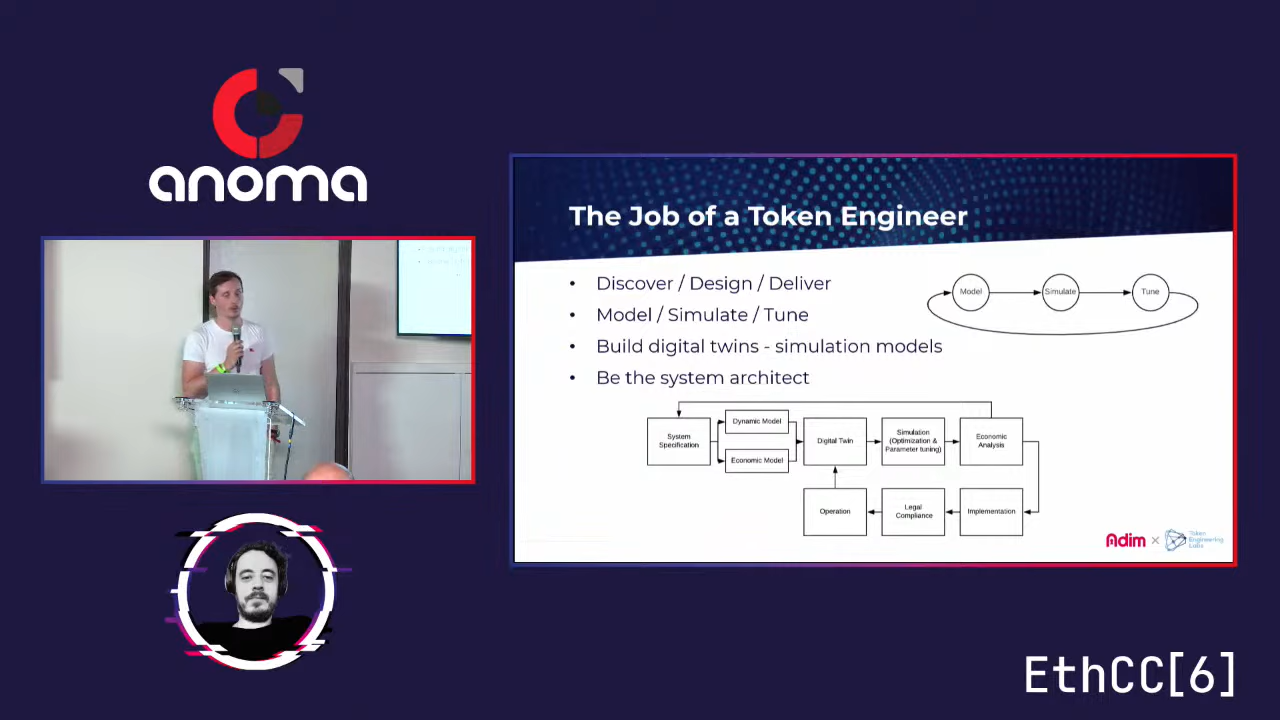 anoma
The Job of a Token Engineer
• Discover / Design / Deliver
• Model / Simulate / Tune
• Build digital twins - simulation models
• Be the system architect
Model
Simulate
Tune
System
Specification
Dynamic Model
Economic Model
Digital Twin
Simulation
(Optimization &
Parameter tuning)
Economic
Analysis
Operation
Legal
Compliance
Implementation
Adim
×
Token
Engineering
Labs
EthCC[6]